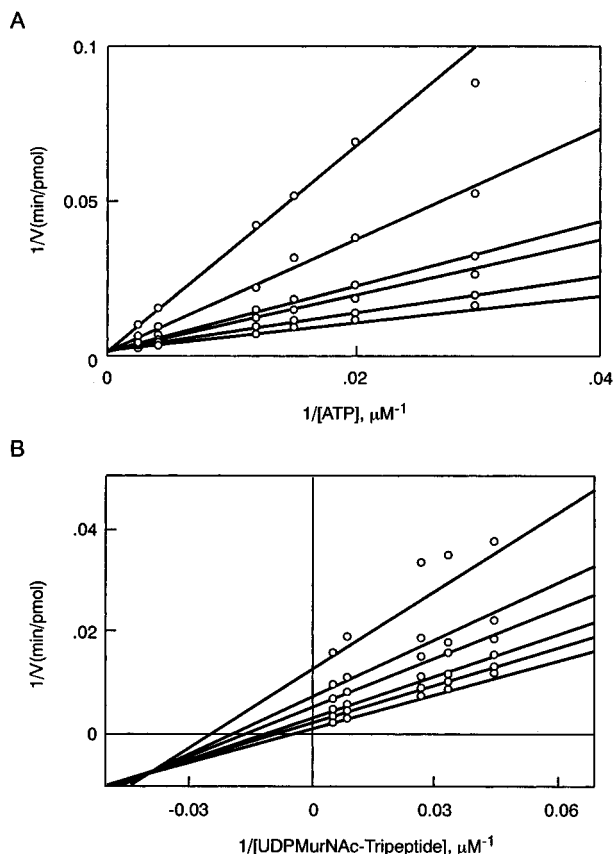 A
0.1
0.05
0
1/V(min/pmol)
0
.02
.04
1/[ATP], μM-1
B
.04
.02
0
1/V(min/pmol)
-0.03
0
0.03
0.06
1/[UDPMurNAc-Tripeptide], μM-1